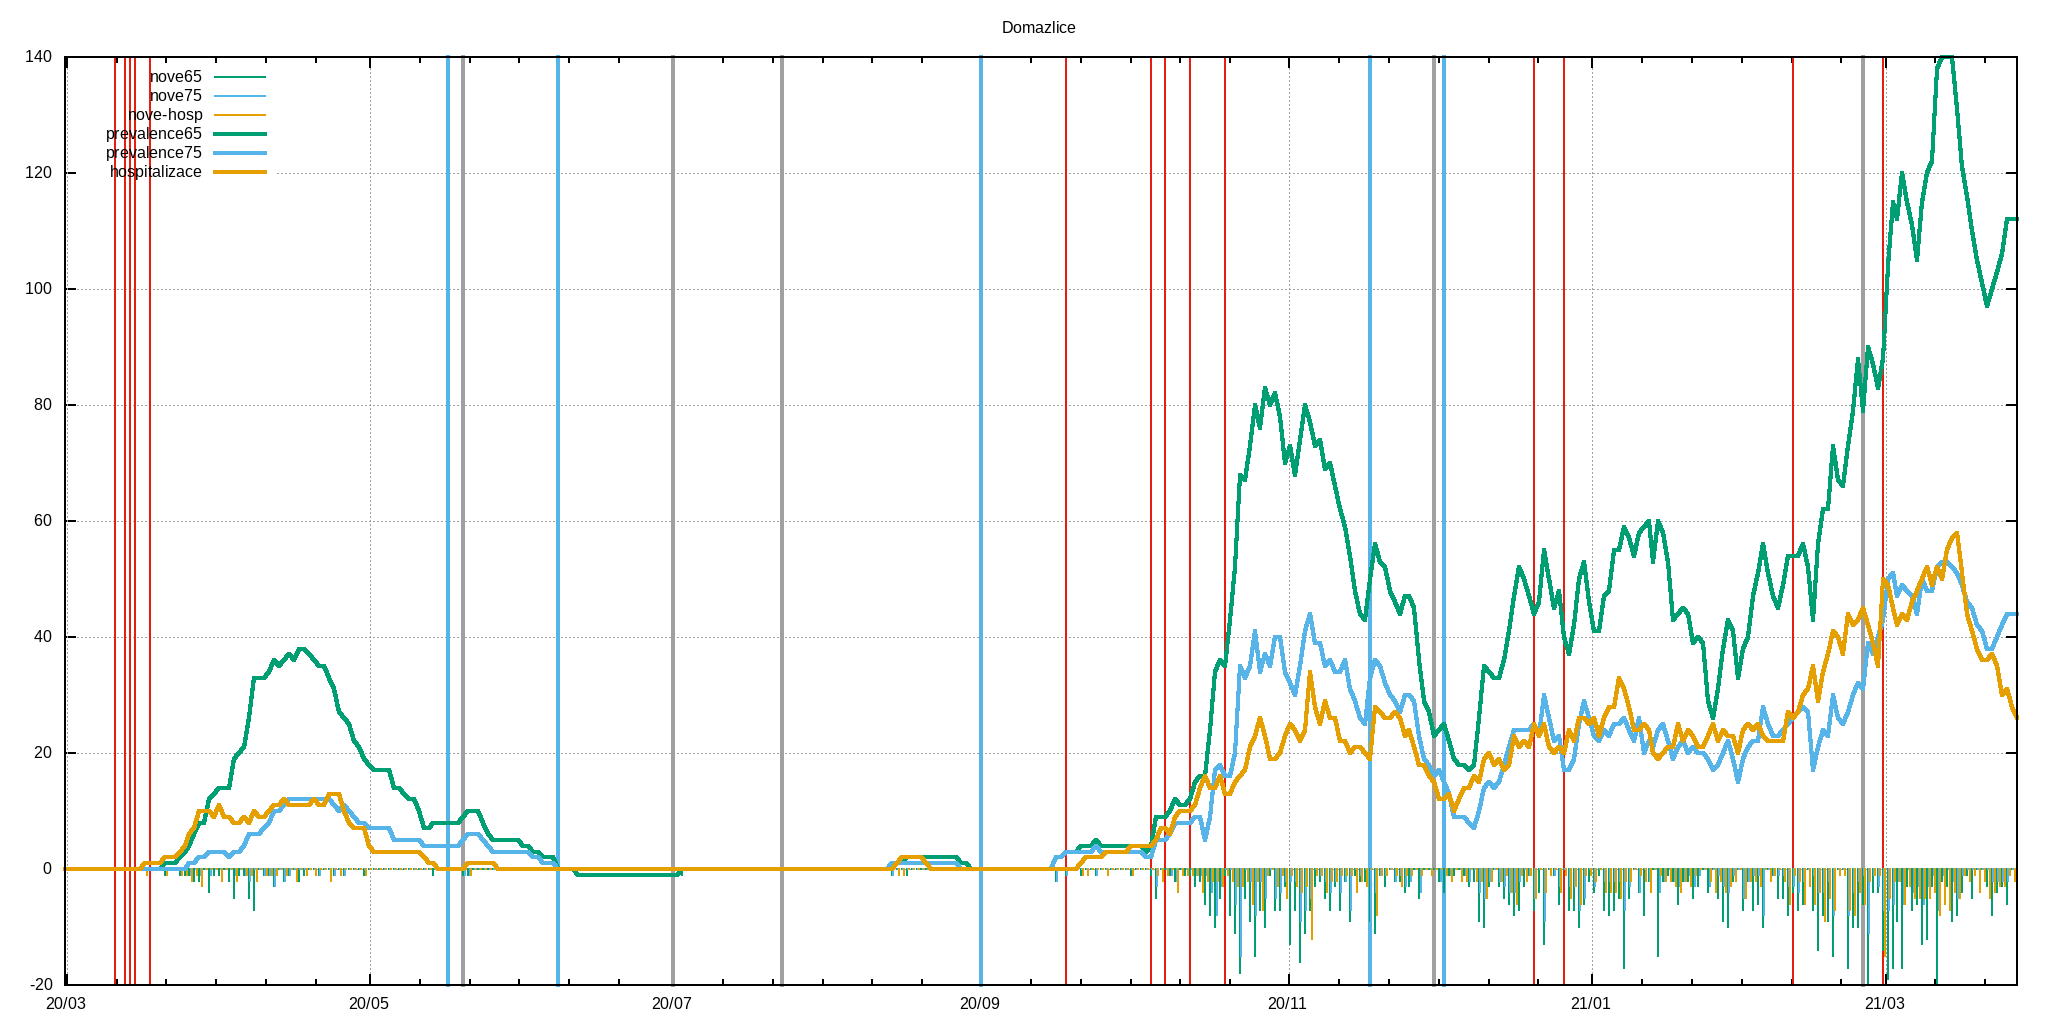 Domazlice
140
120
100
80
60
40
20
0
-20
nove65
nove75
nove-hosp
prevalence65
prevalence75
hospitalizace
20/03 20/05 20/07 20/09 20/11 21/01 21/03